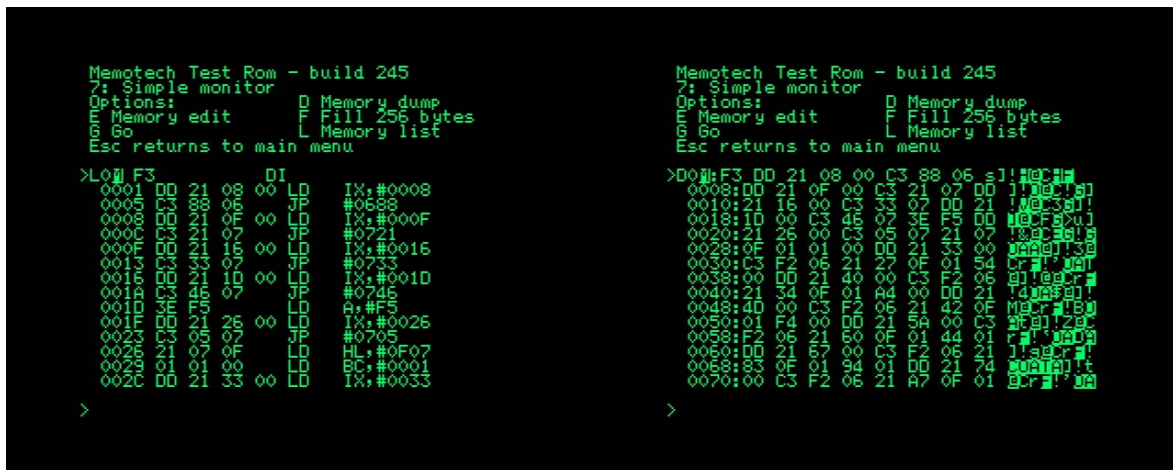 Memotech Test Rom - build 245
7: Simple monitor
Options: D Memory dump
E Memory edit F Fill 256 bytes
G Go L Memory list
Esc returns to main menu
>L0 F3 DI
0001 DD 21 08 00 LD IX,#0008
0005 C3 88 06 JP #0688
0008 DD 21 0F 00 LD IX,#000F
000C C3 21 07 JP #0721
000F DD 21 16 00 LD IX,#0016
0013 C3 33 07 JP #0733
0016 DD 21 1D 00 LD IX,#001D
001A C3 46 07 JP #0746
001D 3E F5 LD A,#F5
001F DD 21 26 00 LD IX,#0026
0023 C3 05 07 JP #0705
0026 21 07 0F LD HL,#0F07
0029 01 01 00 LD BC,#0001
002C DD 21 33 00 LD IX,#0033
>
Memotech Test Rom - build 245
7: Simple monitor
Options: D Memory dump
E Memory edit F Fill 256 bytes
G Go L Memory list
Esc returns to main menu
>D0 :F3 DD 21 08 00 C3 88 06
0008:DD 21 0F 00 C3 21 07 DD
0010:21 16 00 C3 33 07 DD 21
0018:1D 00 C3 46 07 3E F5 DD
0020:21 26 00 C3 05 07 21 07
0028:0F 01 01 00 DD 21 33 00
0030:C3 F2 06 21 27 0F 01 54
0038:00 DD 21 40 00 C3 F2 06
0040:21 34 0F 01 A4 00 DD 21
0048:4D 00 C3 F2 06 21 42 0F
0050:01 F4 00 DD 21 5A 00 C3
0058:F2 06 21 60 0F 01 44 01
0060:DD 21 67 00 C3 F2 06 21
0068:83 0F 01 94 01 DD 21 74
0070:00 C3 F2 06 21 A7 0F 01